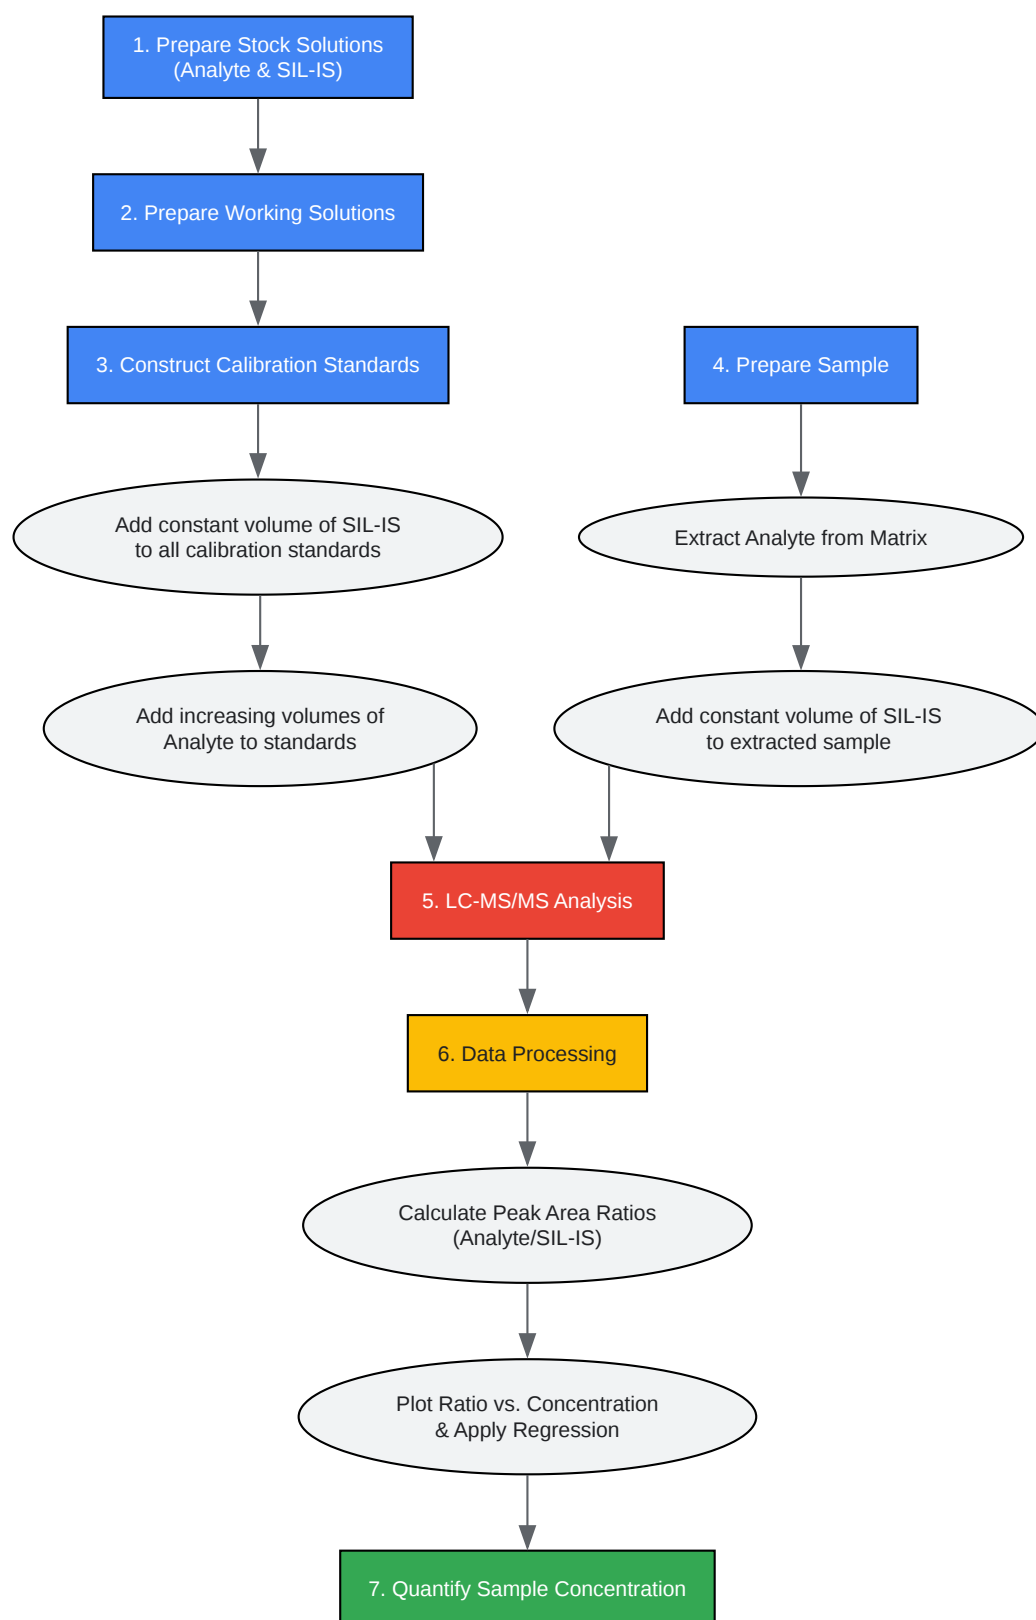 1. Prepare Stock Solutions
(Analyte & SIL-IS)
2. Prepare Working Solutions
3. Construct Calibration Standards
4. Prepare Sample
Add constant volume of SIL-IS
to all calibration standards
Extract Analyte from Matrix
Add increasing volumes of
Analyte to standards
Add constant volume of SIL-IS
to extracted sample
5. LC-MS/MS Analysis
6. Data Processing
Calculate Peak Area Ratios
(Analyte/SIL-IS)
Plot Ratio vs. Concentration
& Apply Regression
7. Quantify Sample Concentration